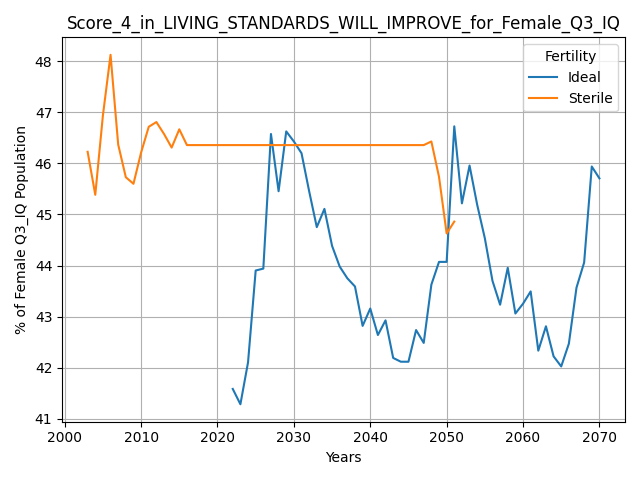 Score_4_in_LIVING_STANDARDS_WILL_IMPROVE_for_Female_Q3_IQ
Fertility
Ideal
Sterile
% of Female Q3_IQ Population
48
47
46
45
44
43
42
41
2000
2010
2020
2030
2040
2050
2060
2070
Years